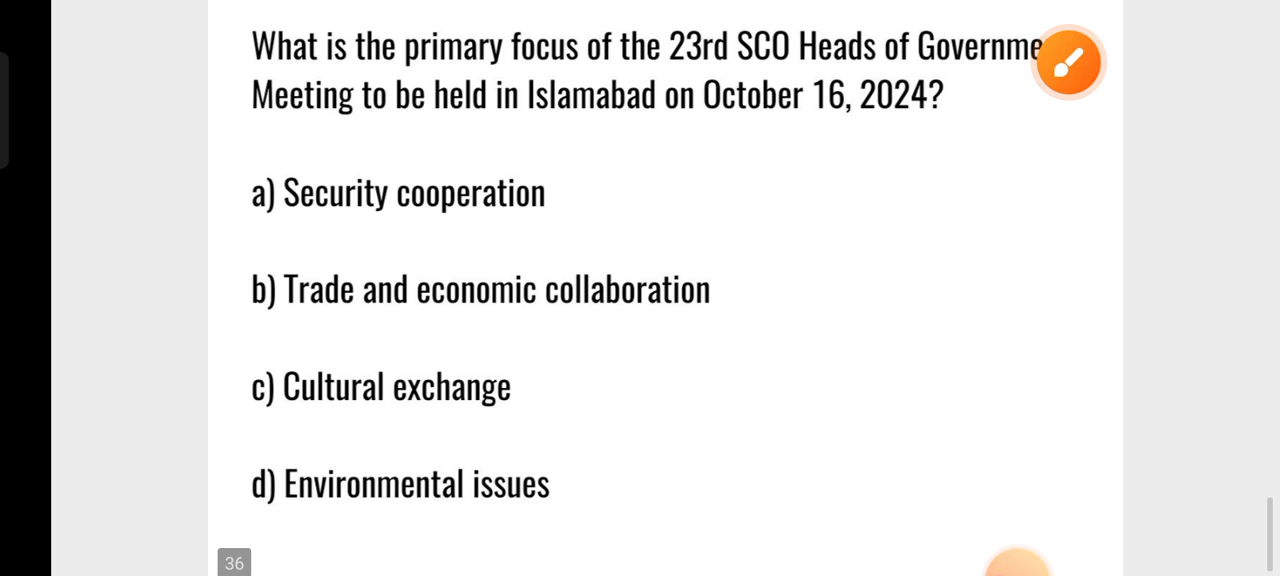 What is the primary focus of the 23rd SCO Heads of Governme
Meeting to be held in Islamabad on October 16, 2024?
a) Security cooperation
b) Trade and economic collaboration
c) Cultural exchange
d) Environmental issues
36